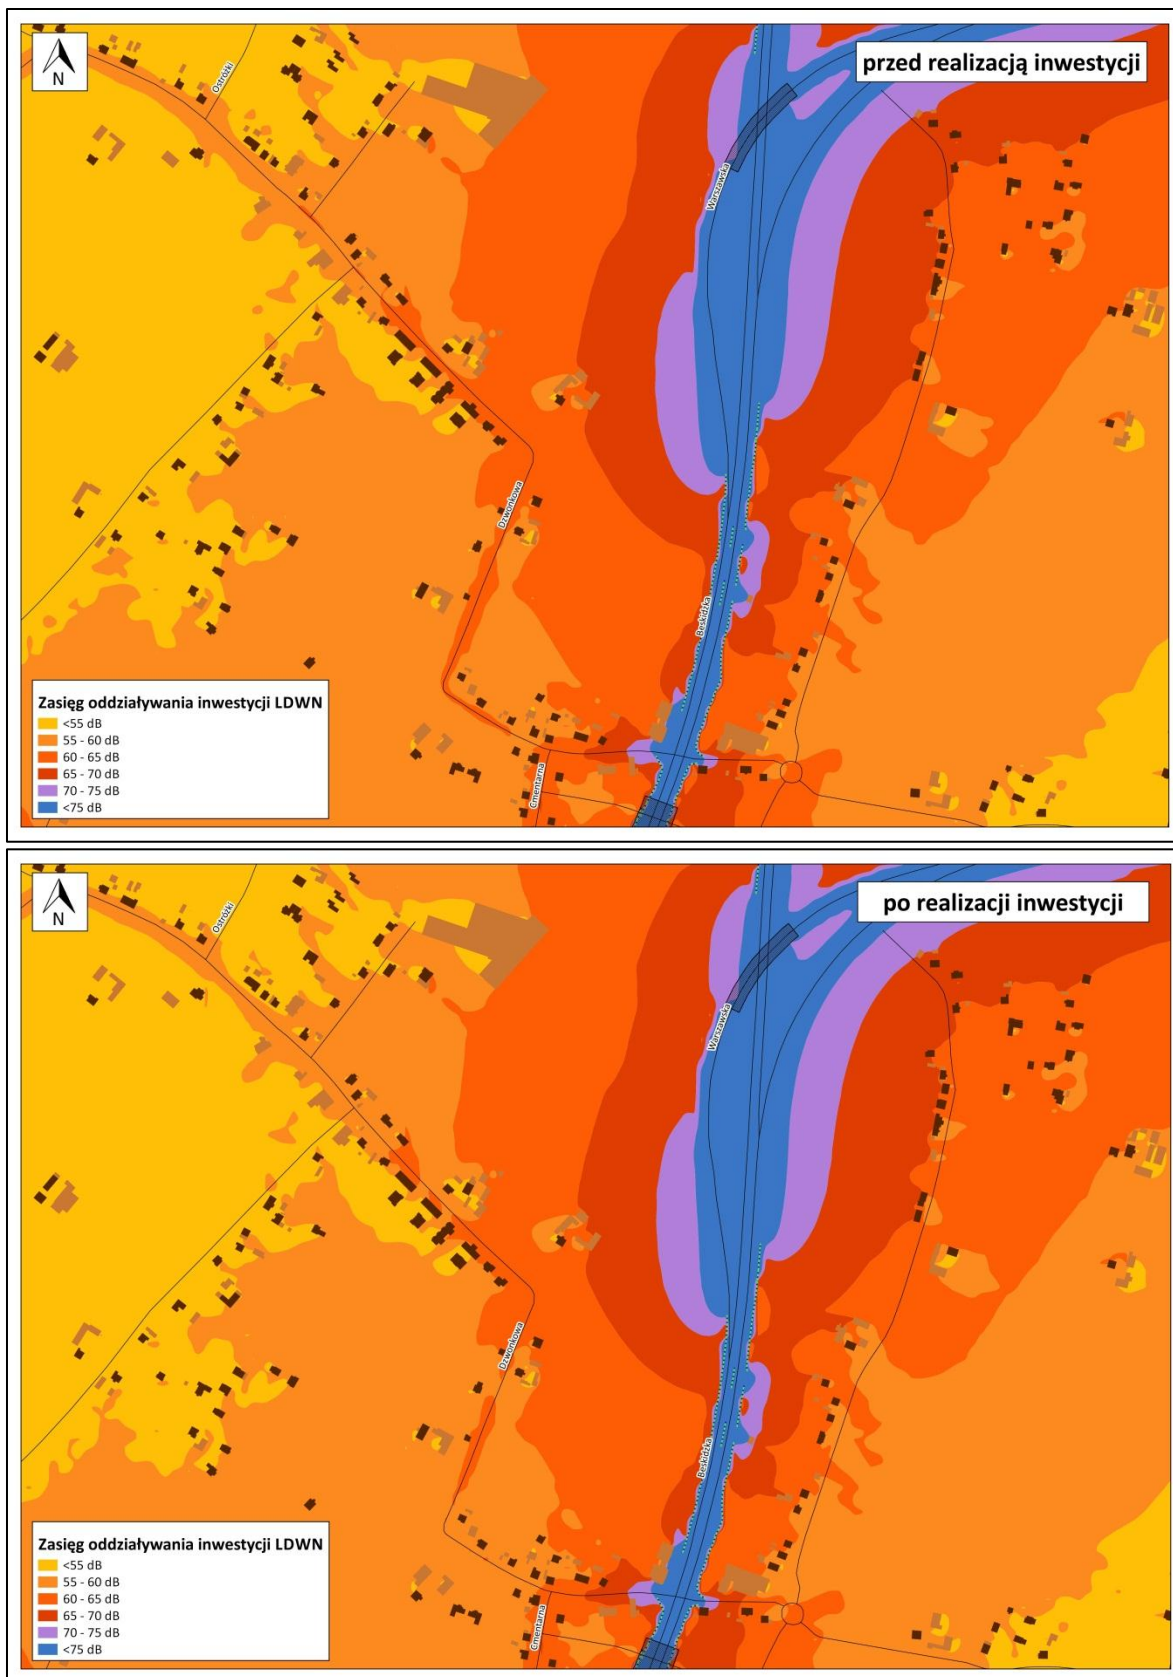 N
przed realizacją inwestycji
Ostróżki
Warszawska
Dzwonkowa
Beskidzka
Cmentarna
Zasięg oddziaływania inwestycji LDWN
<55 dB
55 - 60 dB
60 - 65 dB
65 - 70 dB
70 - 75 dB
<75 dB
N
po realizacji inwestycji
Ostróżki
Warszawska
Dzwonkowa
Beskidzka
Cmentarna
Zasięg oddziaływania inwestycji LDWN
<55 dB
55 - 60 dB
60 - 65 dB
65 - 70 dB
70 - 75 dB
<75 dB